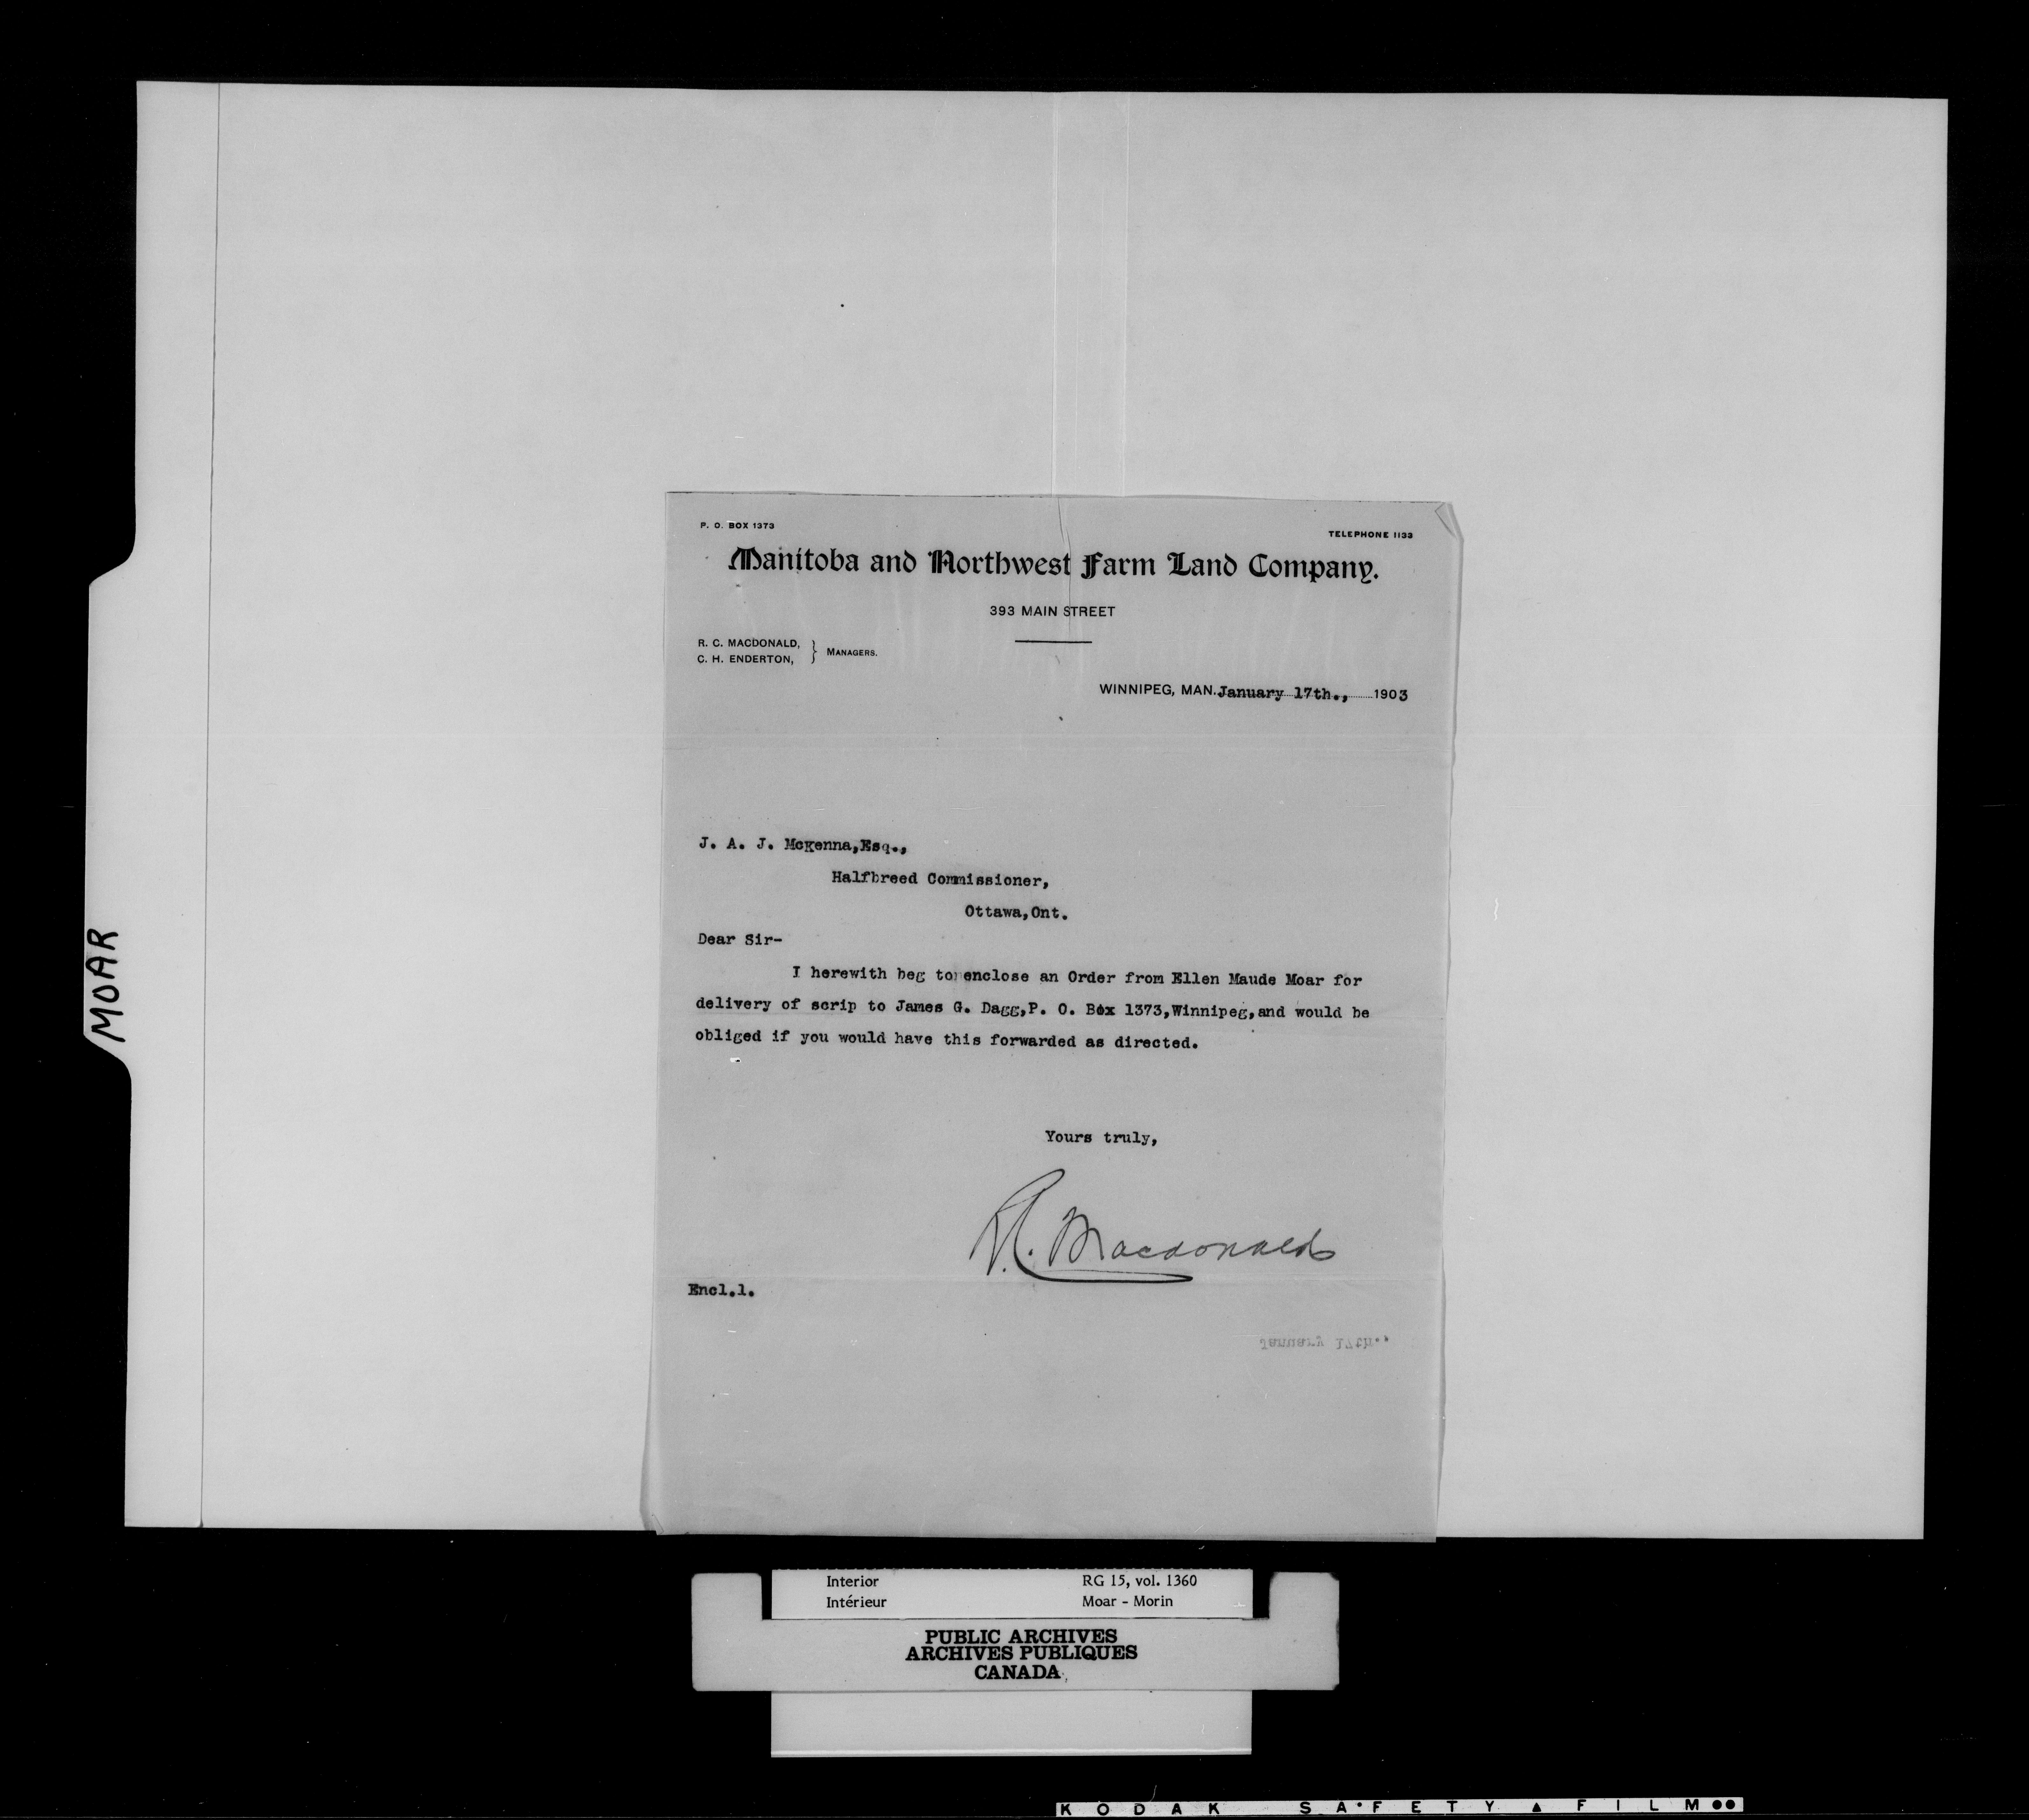 MOAR
P. O. BOX 1373
TELEPHONE 1133
Manitoba and Northwest Farm Land Company.
393 MAIN STREET
R. C. MACDONALD,
C. H. ENDERTON,
} MANAGERS.
WINNIPEG, MAN. January 17th., 1903
J. A. J. McKenna,Esq.,
Halfbreed Commissioner,
Ottawa,Ont.
Dear Sir-
I herewith beg to enclose an Order from Ellen Maude Moar for
delivery of scrip to James G. Dagg,P. O. Box 1373,Winnipeg,and would be
obliged if you would have this forwarded as directed.
Yours truly,
R. Macdonald
Encl.1.
January 17th..
Interior RG 15, vol. 1360
Intérieur Moar - Morin
PUBLIC ARCHIVES
ARCHIVES PUBLIQUES
CANADA
KODAK SAFETY FILM